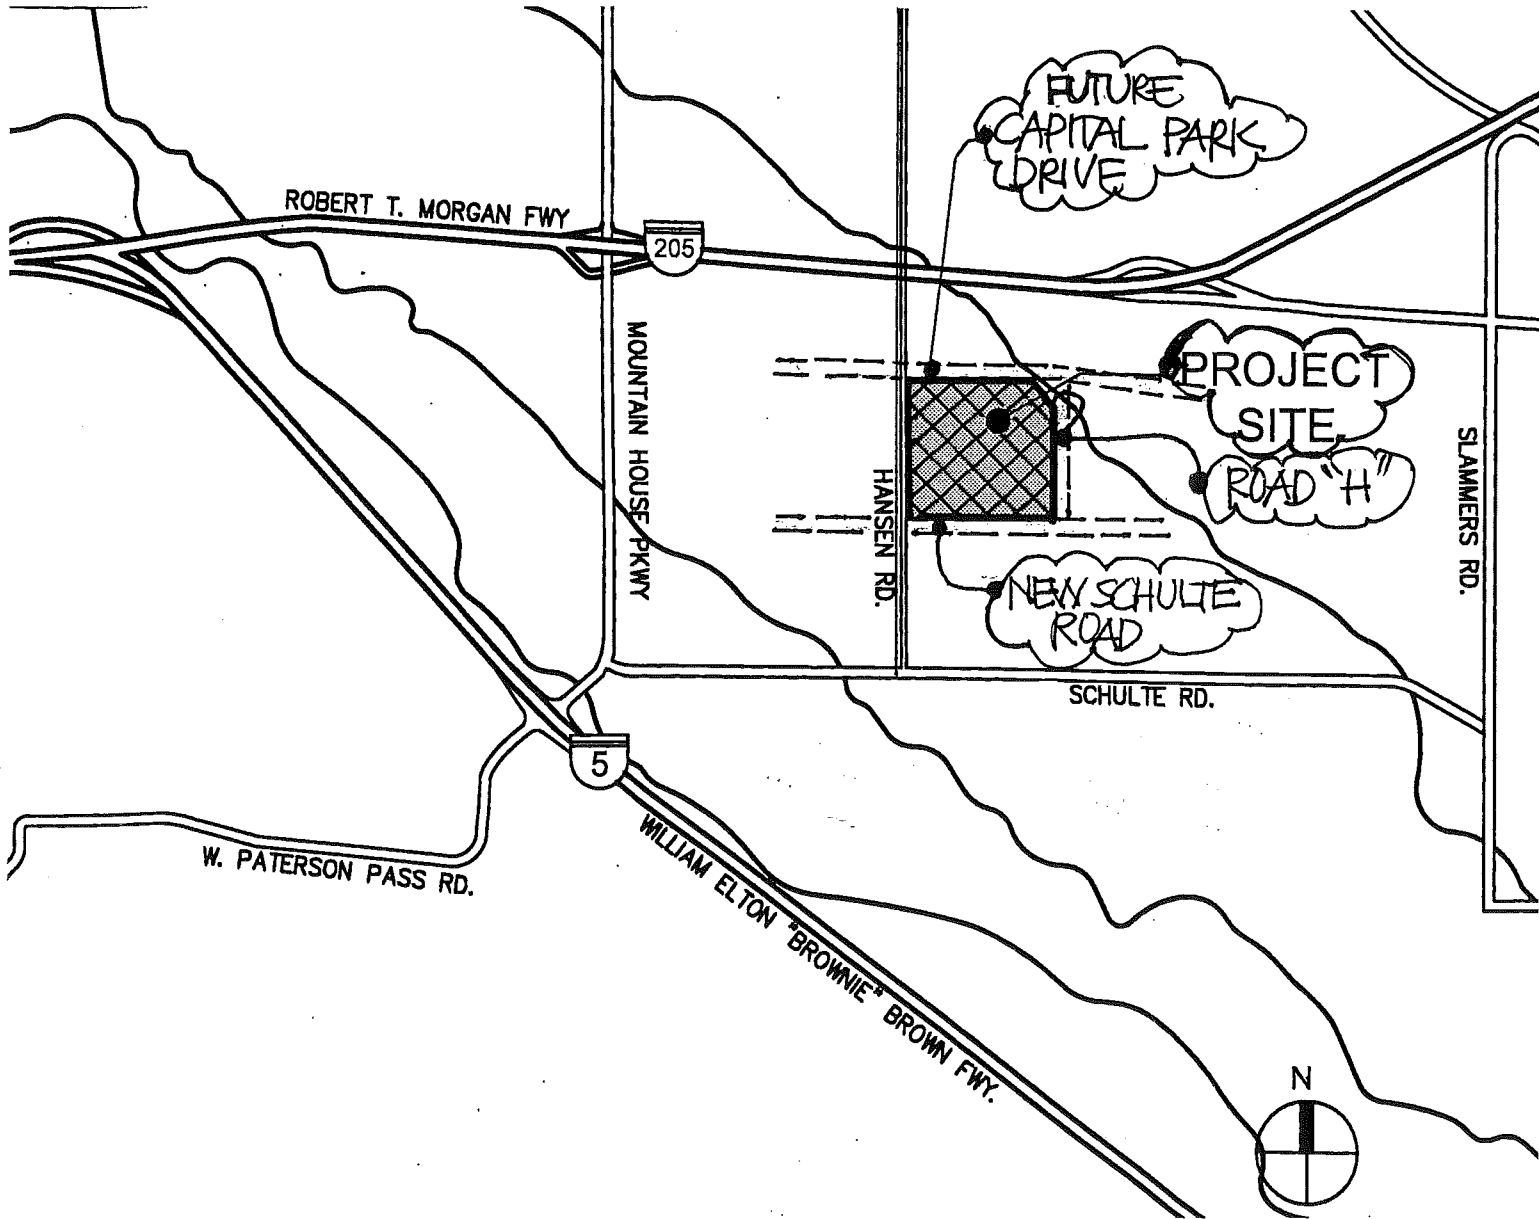 FUTURE
CAPITAL PARK
DRIVE
ROBERT T. MORGAN FWY
205
MOUNTAIN HOUSE PKWY
PROJECT
SITE
HANSEN RD.
ROAD "H"
SLAMMERS RD.
NEW SCHULTE
ROAD
SCHULTE RD.
5
W. PATERSON PASS RD.
WILLIAM ELTON "BROWNIE" BROWN FWY.
N